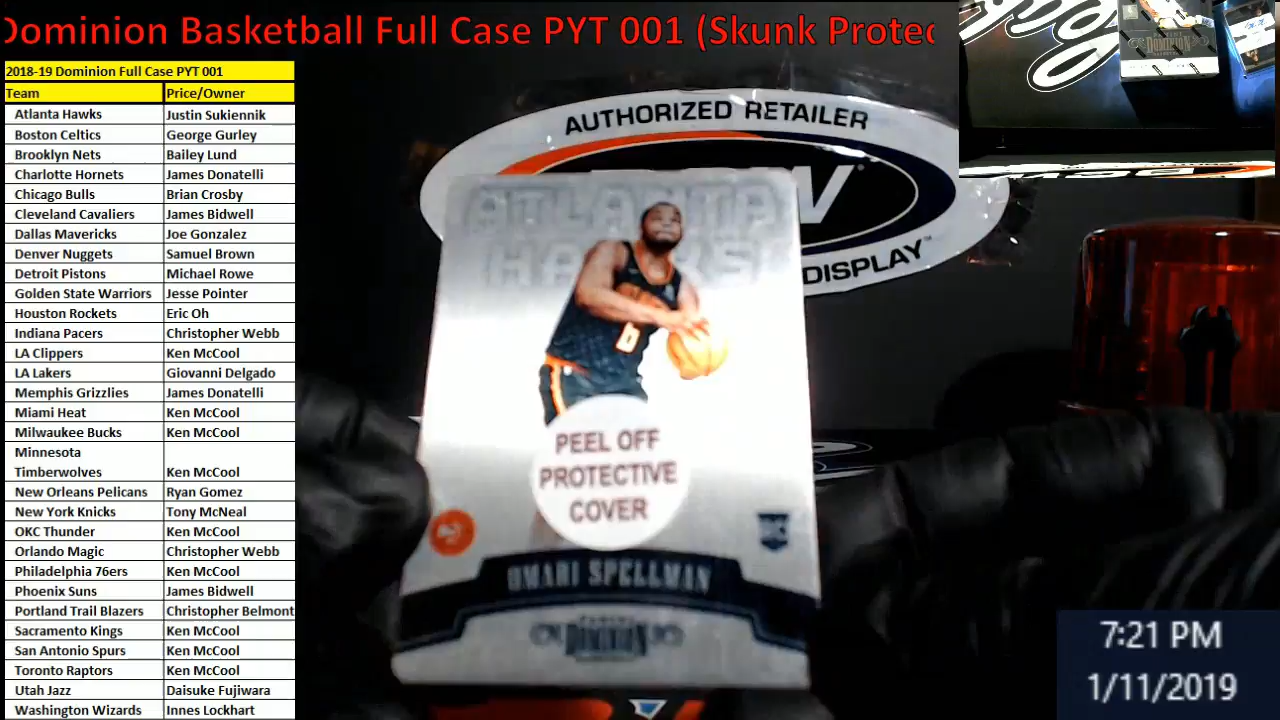 Dominion Basketball Full Case PYT 001 (Skunk Protec
2018-19 Dominion Full Case PYT 001
Team Price/Owner
Atlanta Hawks Justin Sukiennik
Boston Celtics George Gurley
Brooklyn Nets Bailey Lund
Charlotte Hornets James Donatelli
Chicago Bulls Brian Crosby
Cleveland Cavaliers James Bidwell
Dallas Mavericks Joe Gonzalez
Denver Nuggets Samuel Brown
Detroit Pistons Michael Rowe
Golden State Warriors Jesse Pointer
Houston Rockets Eric Oh
Indiana Pacers Christopher Webb
LA Clippers Ken McCool
LA Lakers Giovanni Delgado
Memphis Grizzlies James Donatelli
Miami Heat Ken McCool
Milwaukee Bucks Ken McCool
Minnesota
Timberwolves Ken McCool
New Orleans Pelicans Ryan Gomez
New York Knicks Tony McNeal
OKC Thunder Ken McCool
Orlando Magic Christopher Webb
Philadelphia 76ers Ken McCool
Phoenix Suns James Bidwell
Portland Trail Blazers Christopher Belmont
Sacramento Kings Ken McCool
San Antonio Spurs Ken McCool
Toronto Raptors Ken McCool
Utah Jazz Daisuke Fujiwara
Washington Wizards Innes Lockhart
AUTHORIZED RETAILER
W
DISPLAY™
ATLANTA
HAWKS
6
PEEL OFF
PROTECTIVE
COVER
RC
OMARI SPELLMAN
PANINI
DOMINION
DOMINION
7:21 PM
1/11/2019